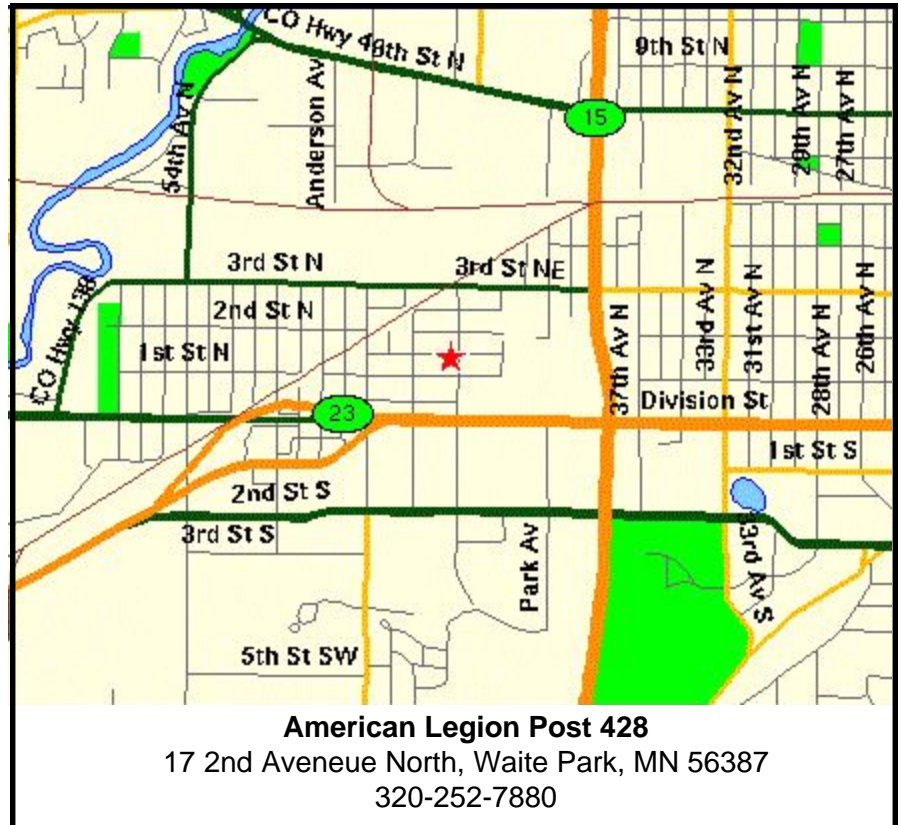 CO Hwy 49th St N
9th St N
Anderson Av
54th Av N
15
32nd Av N
29th Av N
27th Av N
3rd St N
3rd St NE
2nd St N
1st St N
CO Hwy 138
37th Av N
33rd Av N
31st Av N
28th Av N
26th Av N
23
Division St
1st St S
2nd St S
3rd St S
Park Av
33rd Av S
5th St SW
American Legion Post 428
17 2nd Aveneue North, Waite Park, MN 56387
320-252-7880